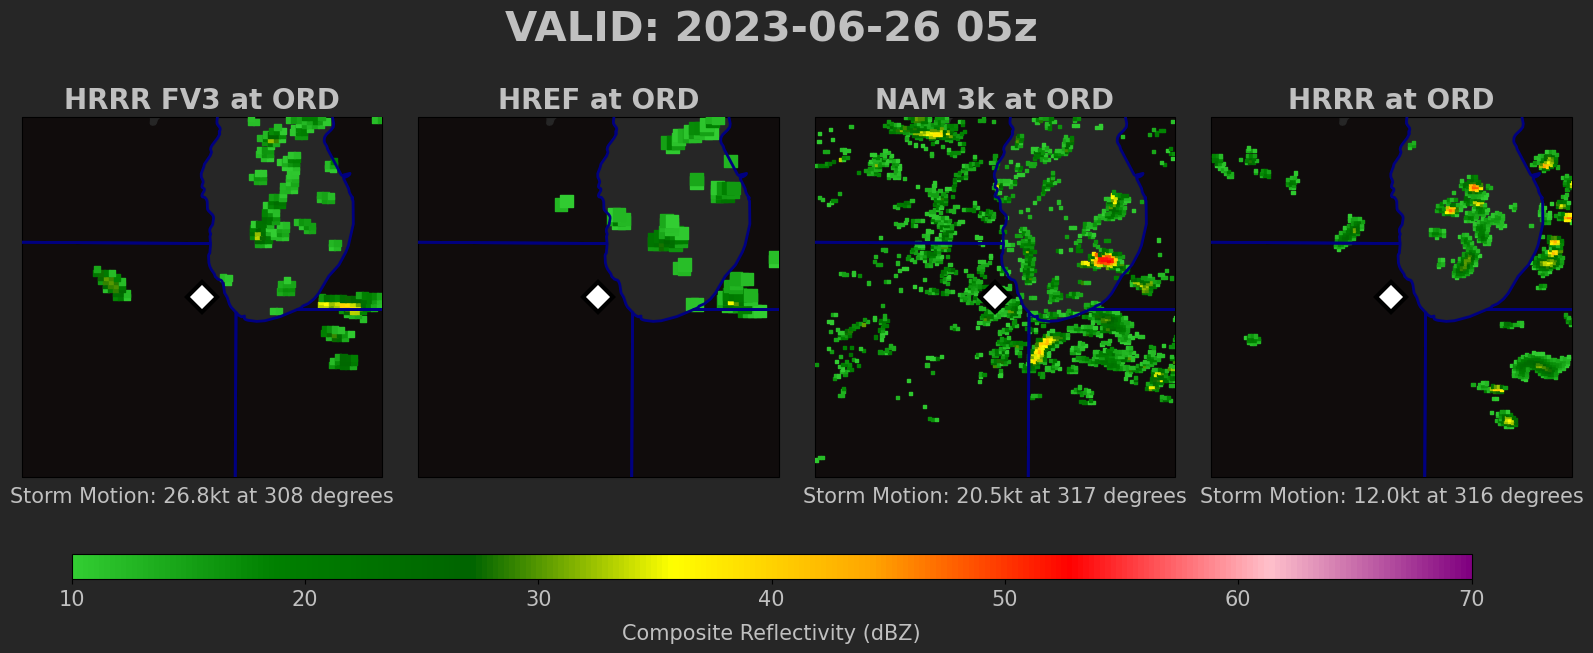 VALID: 2023-06-26 05z
HRRR FV3 at ORD
HREF at ORD
NAM 3k at ORD
HRRR at ORD
Storm Motion: 26.8kt at 308 degrees
Storm Motion: 20.5kt at 317 degrees
Storm Motion: 12.0kt at 316 degrees
10 20 30 40 50 60 70
Composite Reflectivity (dBZ)